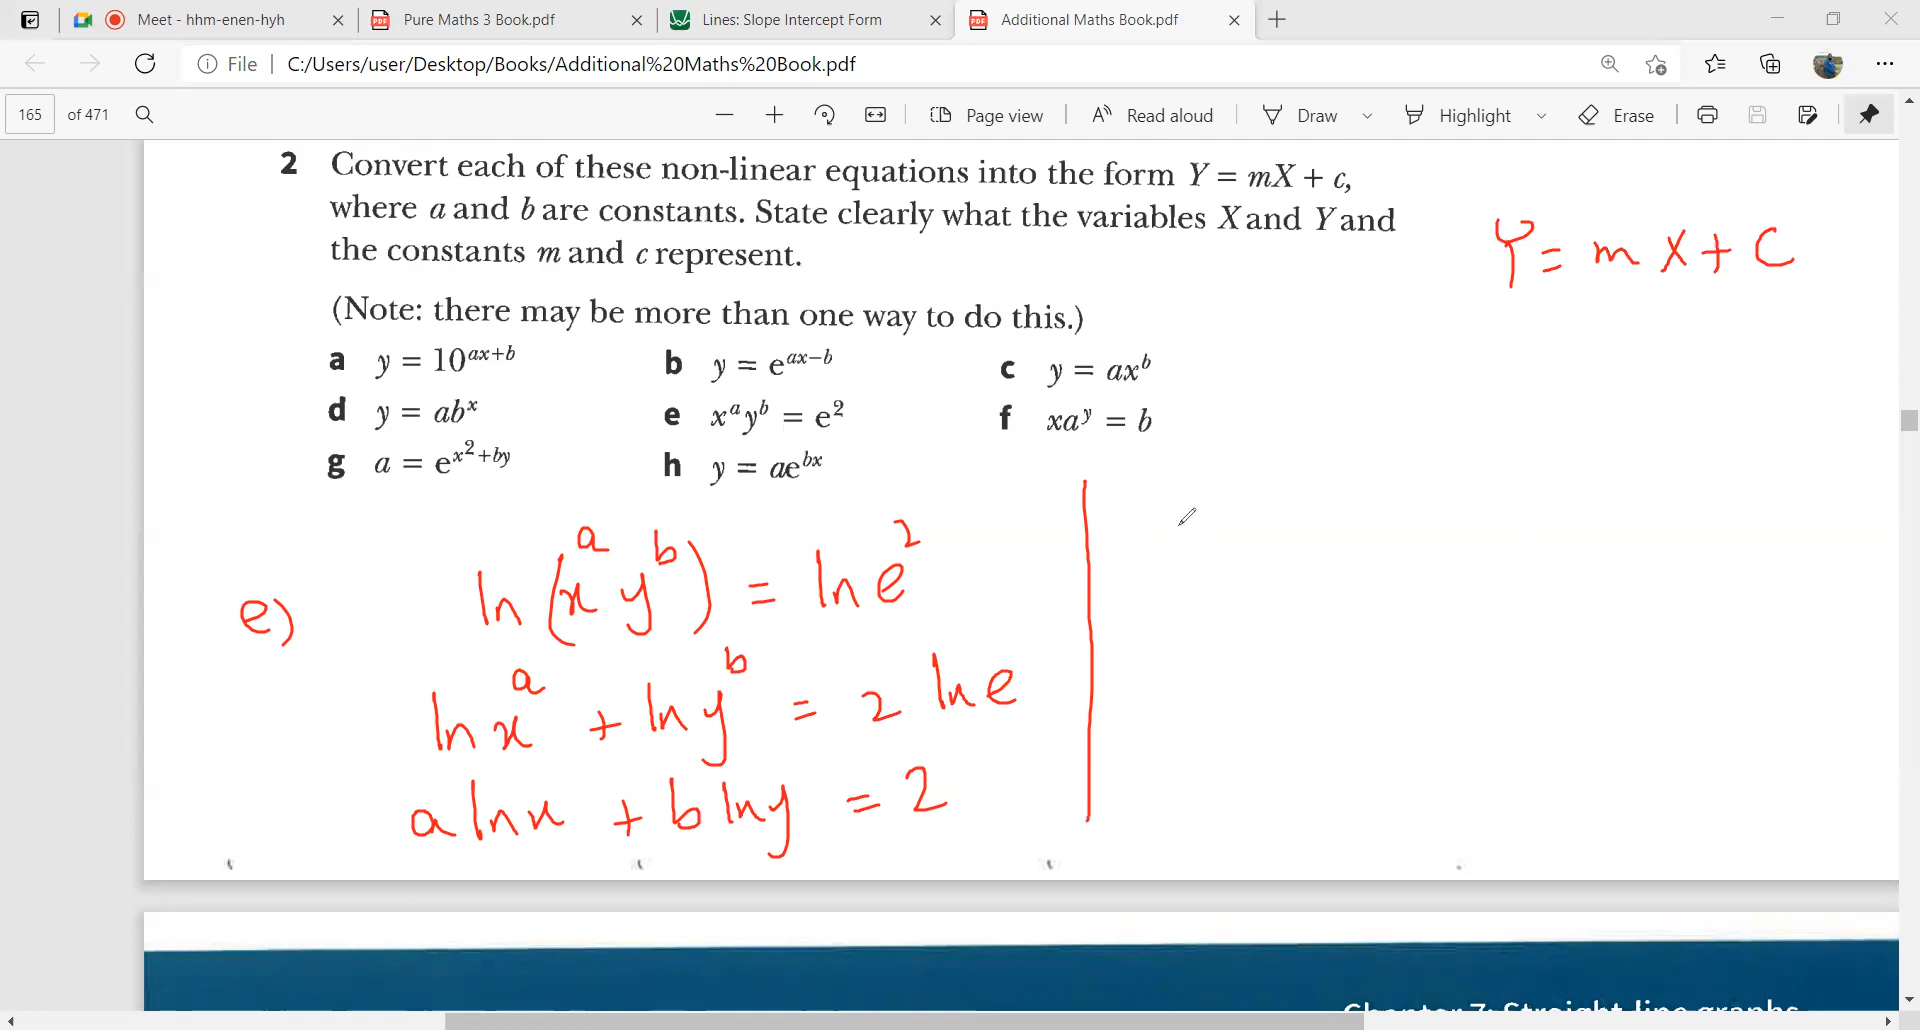 Meet - hhm-enen-hyh
Pure Maths 3 Book.pdf
Lines: Slope Intercept Form
Additional Maths Book.pdf
File
C:/Users/user/Desktop/Books/Additional%20Maths%20Book.pdf
165 of 471
Page view
Read aloud
Draw
Highlight
Erase
2 Convert each of these non-linear equations into the form Y = mX + c,
where a and b are constants. State clearly what the variables X and Y and
the constants m and c represent.
Y = mX + C
(Note: there may be more than one way to do this.)
a y = 10^{ax+b} b y = e^{ax−b} c y = ax^b
d y = ab^x e x^a y^b = e^2 f xa^y = b
g a = e^{x^2+by} h y = ae^{bx}
e) ln(x^a y^b) = ln e^2
ln x^a + ln y^b = 2 ln e
a ln x + b ln y = 2
Chapter 7: Straight-line graphs